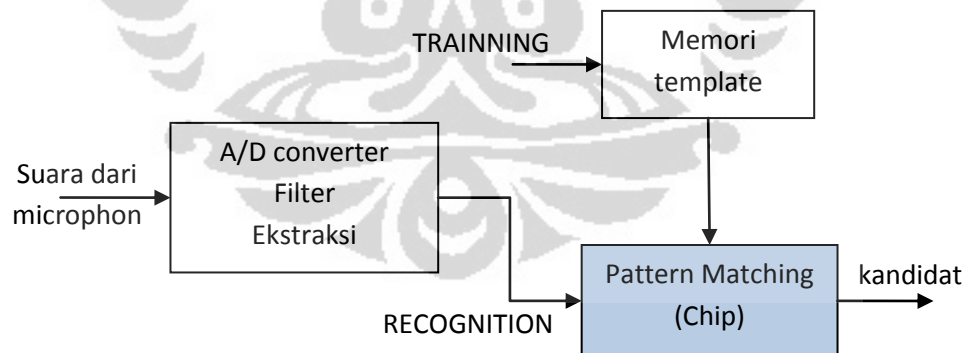 TRAINNING
Memori
template
A/D converter
Filter
Ekstraksi
Suara dari
microphon
Pattern Matching
(Chip)
kandidat
RECOGNITION